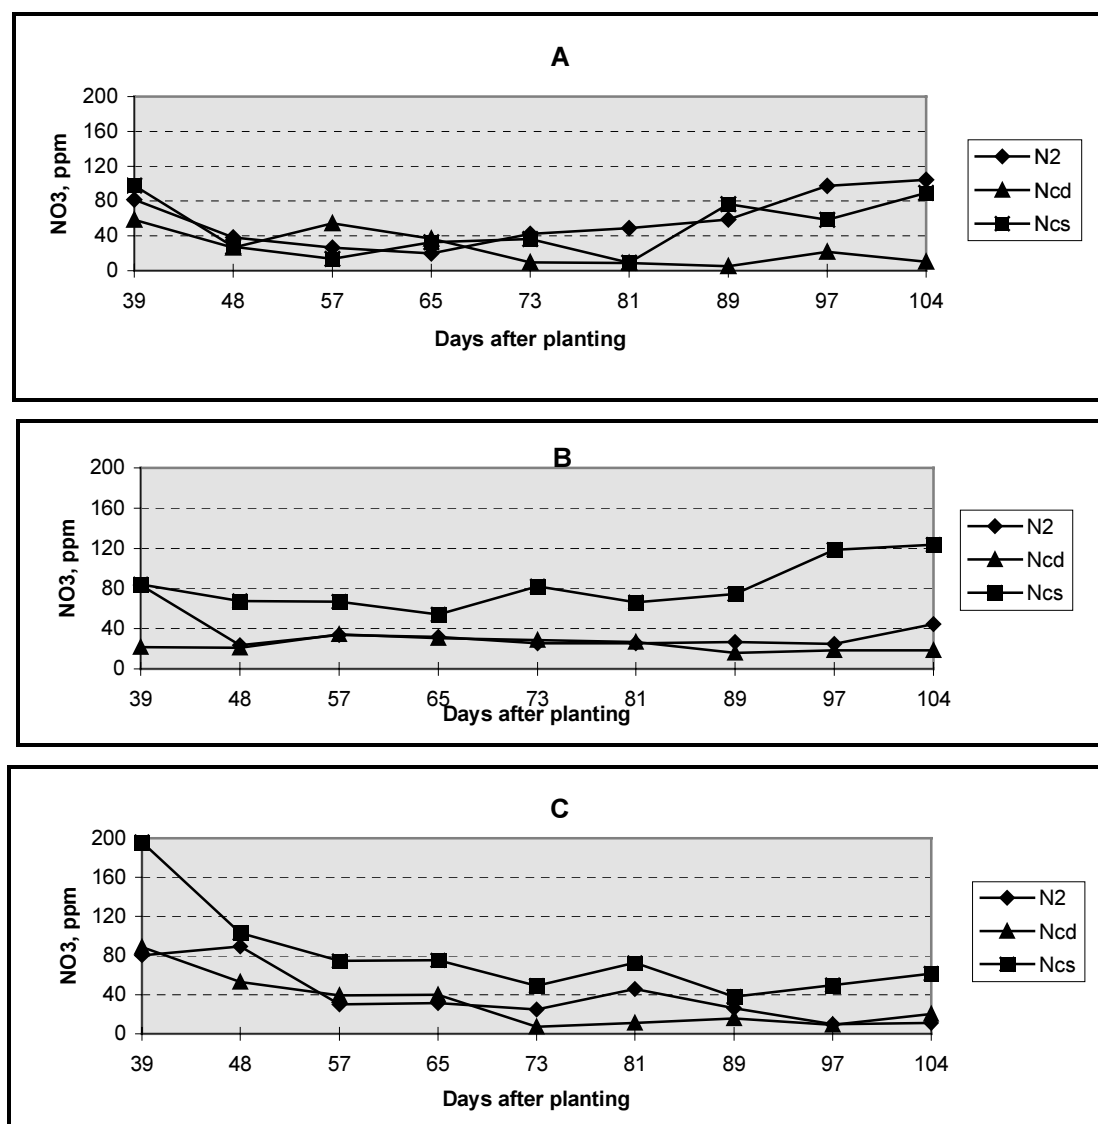 A
200
160
120
80
40
0
NO3, ppm
39 48 57 65 73 81 89 97 104
Days after planting
N2
Ncd
Ncs
B
200
160
120
80
40
0
NO3, ppm
39 48 57 65 73 81 89 97 104
Days after planting
N2
Ncd
Ncs
C
200
160
120
80
40
0
NO3, ppm
39 48 57 65 73 81 89 97 104
Days after planting
N2
Ncd
Ncs